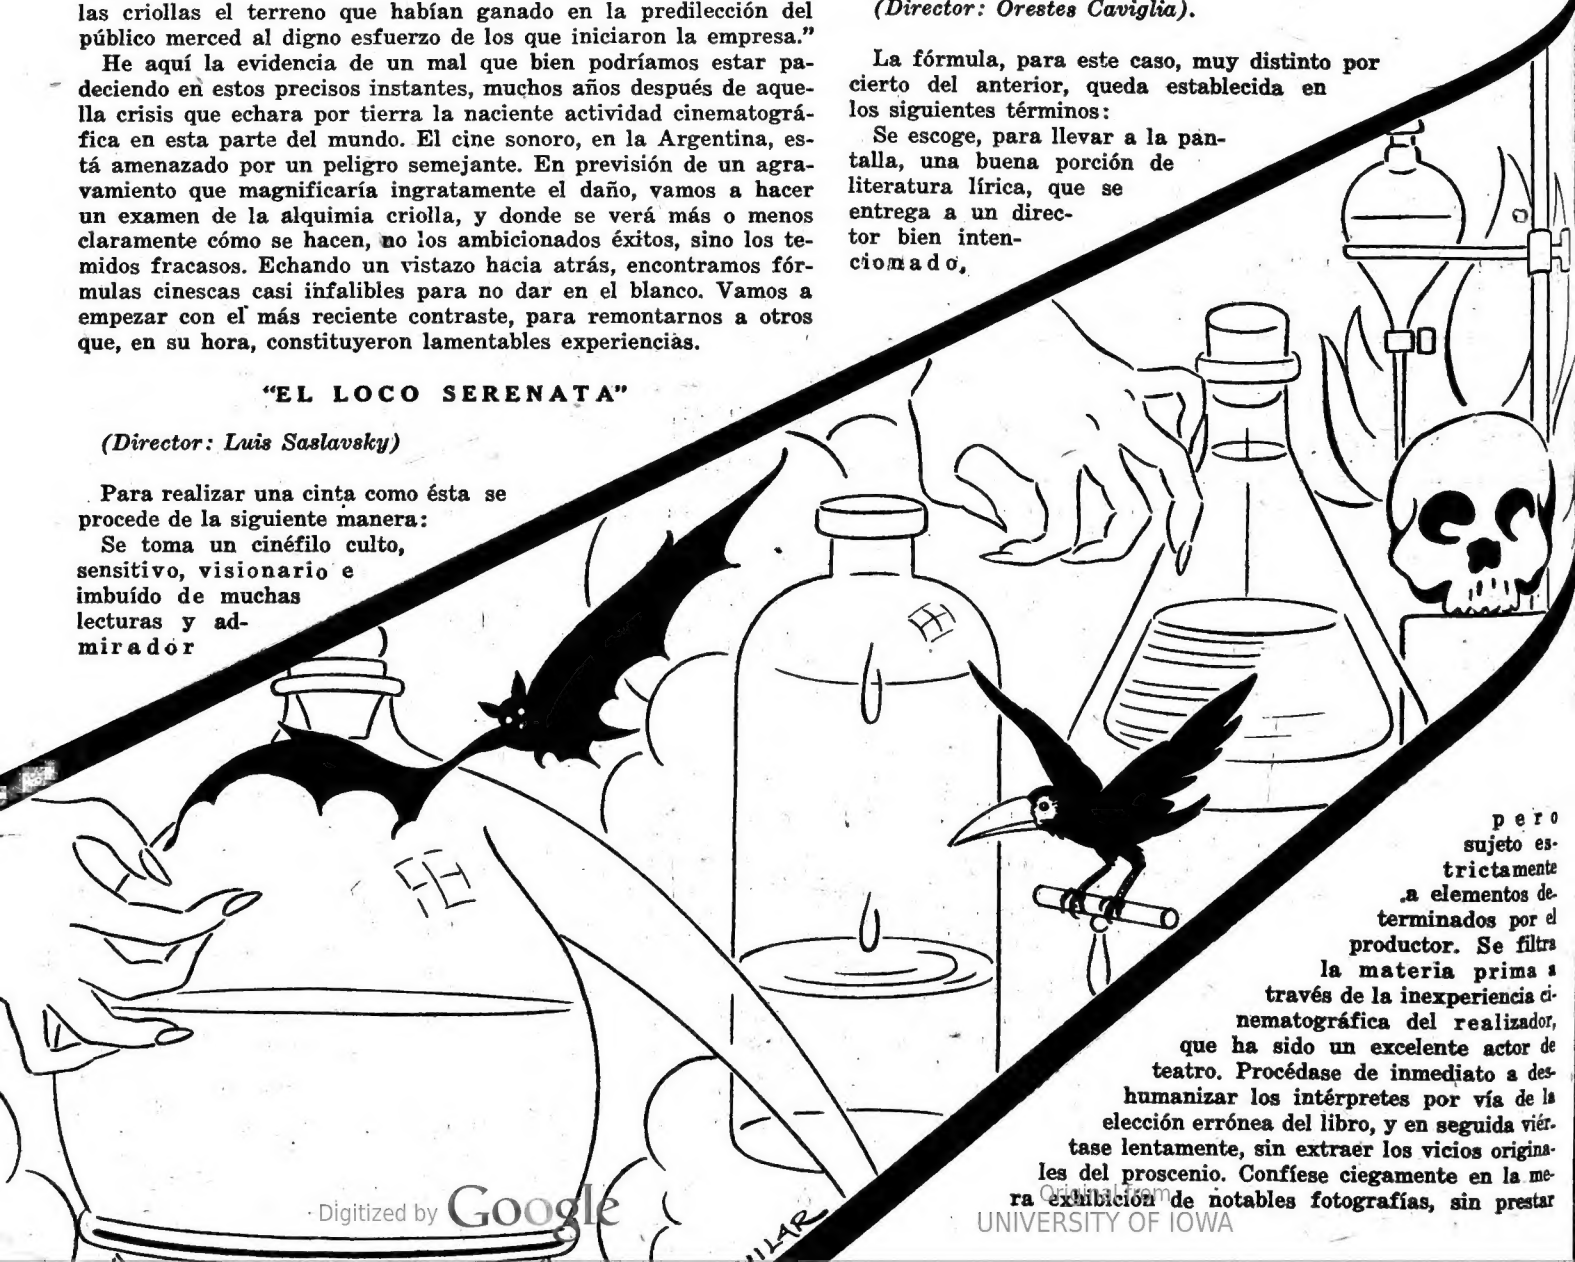 las criollas el terreno que habían ganado en la predilección del
público merced al digno esfuerzo de los que iniciaron la empresa.”
He aquí la evidencia de un mal que bien podríamos estar pa-
deciendo en estos precisos instantes, muchos años después de aque-
lla crisis que echara por tierra la naciente actividad cinematográ-
fica en esta parte del mundo. El cine sonoro, en la Argentina, es-
tá amenazado por un peligro semejante. En previsión de un agra-
vamiento que magnificaría ingratamente el daño, vamos a hacer
un examen de la alquimia criolla, y donde se verá más o menos
claramente cómo se hacen, no los ambicionados éxitos, sino los te-
midos fracasos. Echando un vistazo hacia atrás, encontramos fór-
mulas cinescas casi infalibles para no dar en el blanco. Vamos a
empezar con el más reciente contraste, para remontarnos a otros
que, en su hora, constituyeron lamentables experiencias.
“EL LOCO SERENATA”
(Director: Luis Saslavsky)
Para realizar una cinta como ésta se
procede de la siguiente manera:
Se toma un cinéfilo culto,
sensitivo, visionario e
imbuído de muchas
lecturas y ad-
mirador
(Director: Orestes Caviglia).
La fórmula, para este caso, muy distinto por
cierto del anterior, queda establecida en
los siguientes términos:
Se escoge, para llevar a la pan-
talla, una buena porción de
literatura lírica, que se
entrega a un direc-
tor bien inten-
cionado,
pero
sujeto es-
trictamente
a elementos de-
terminados por el
productor. Se filtra
la materia prima a
través de la inexperiencia ci-
nematográfica del realizador,
que ha sido un excelente actor de
teatro. Procédase de inmediato a des-
humanizar los intérpretes por vía de la
elección errónea del libro, y en seguida viér-
tase lentamente, sin extraer los vicios origina-
les del proscenio. Confíese ciegamente en la me-
ra exhibición de notables fotografías, sin prestar
Digitized by Google
Original from
UNIVERSITY OF IOWA